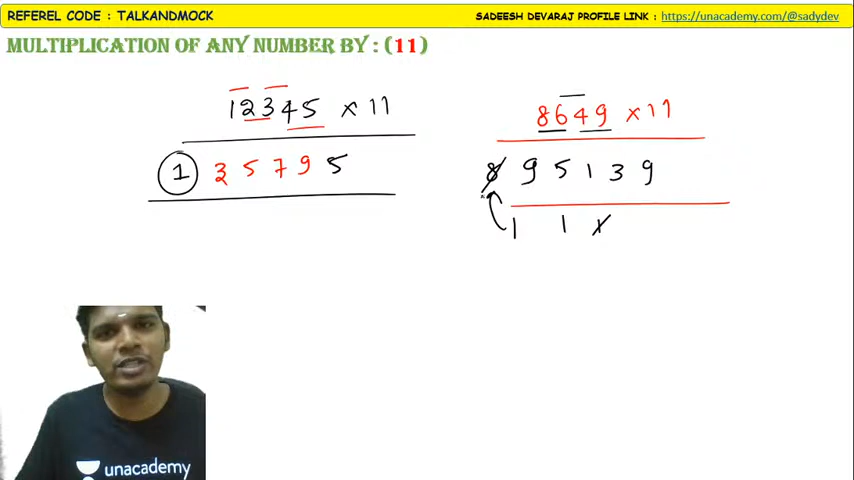 REFEREL CODE : TALKANDMOCK
SADEESH DEVARAJ PROFILE LINK : https://unacademy.com/@sadydev
MULTIPLICATION OF ANY NUMBER BY : (11)
12345 × 11
1 3 5 7 9 5
8649 × 11
8 9 5 1 3 9
1 1 1
unacademy